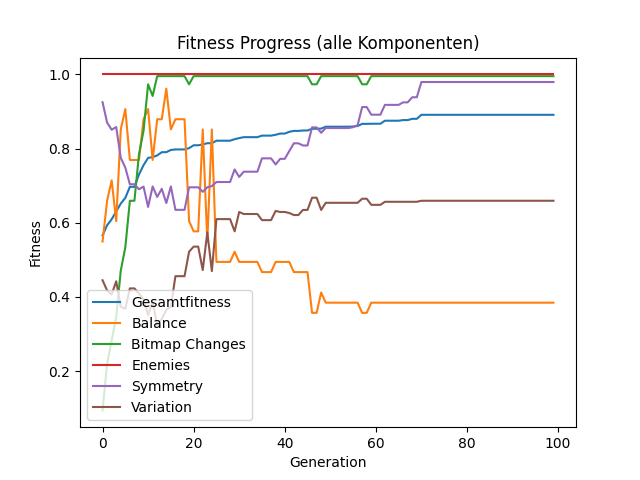 Fitness Progress (alle Komponenten)
1.0
0.8
0.6
0.4
0.2
Fitness
Gesamtfitness
Balance
Bitmap Changes
Enemies
Symmetry
Variation
0 20 40 60 80 100
Generation